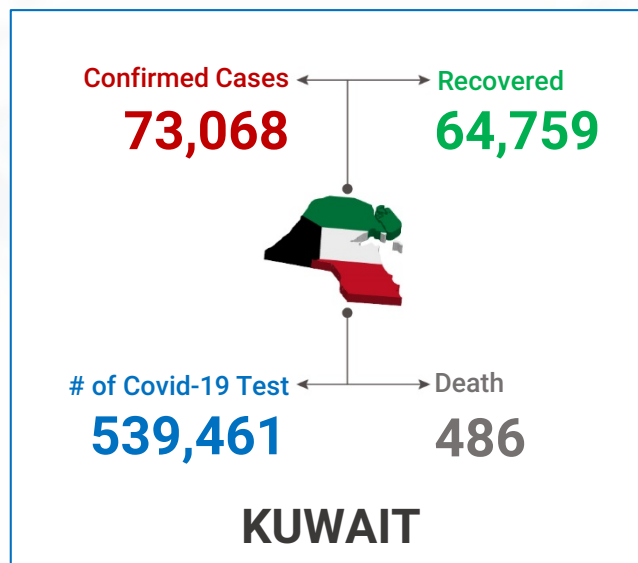 Confirmed Cases
73,068
Recovered
64,759
# of Covid-19 Test
539,461
Death
486
KUWAIT